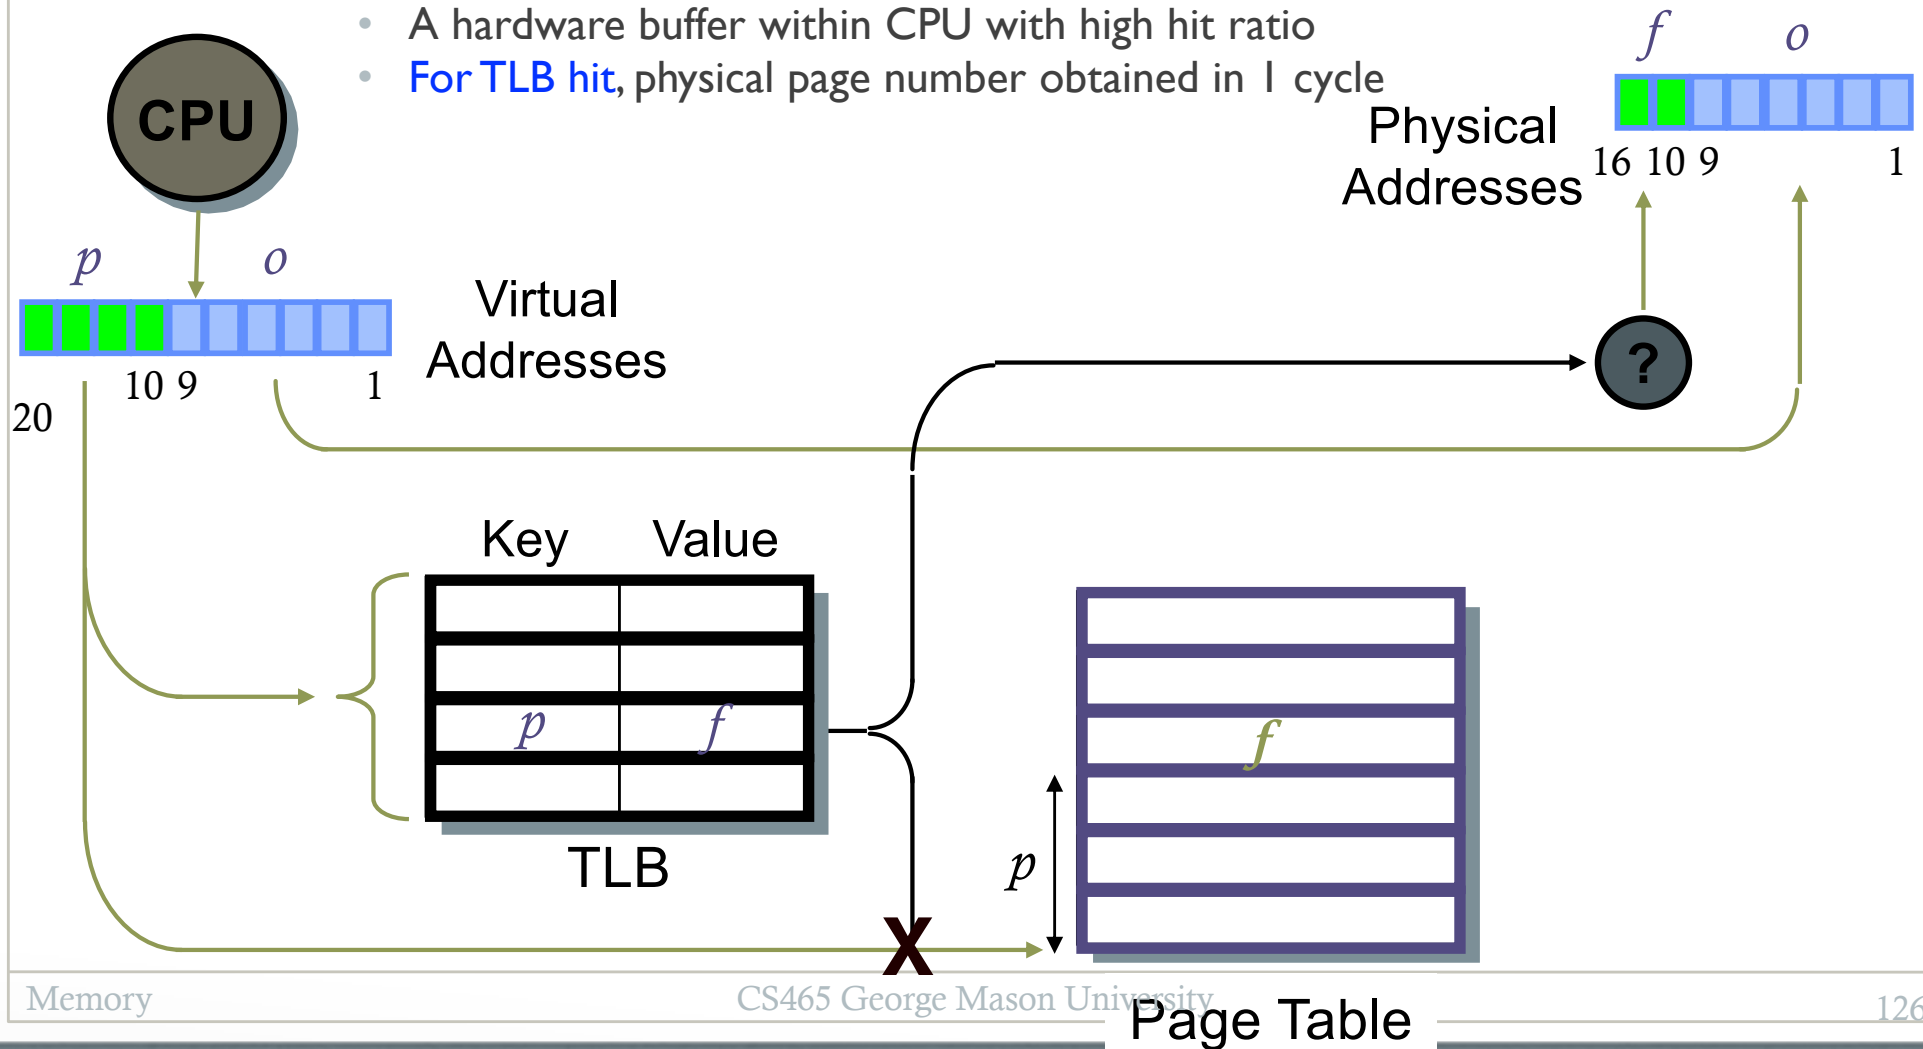 • A hardware buffer within CPU with high hit ratio
• For TLB hit, physical page number obtained in 1 cycle
CPU
f o
Physical
Addresses
16 10 9 1
p o
Virtual
Addresses
20 10 9 1
?
Key Value
p f
TLB
f
p
X
Page Table
Memory
CS465 George Mason University
126